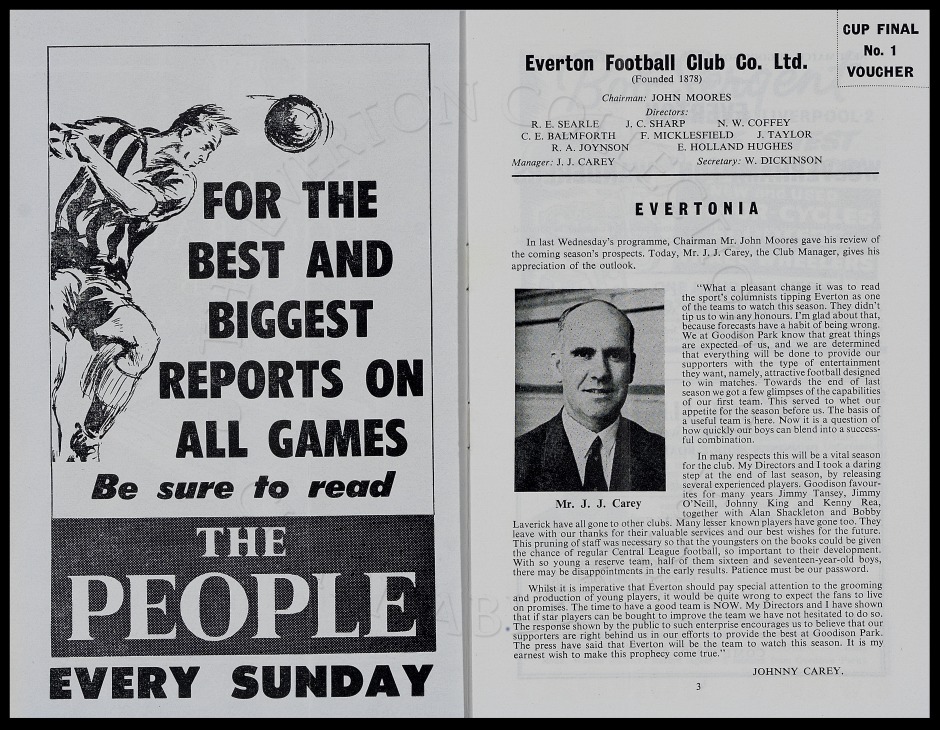 FOR THE
BEST AND
BIGGEST
REPORTS ON
ALL GAMES
Be sure to read
THE
PEOPLE
EVERY SUNDAY
CUP FINAL
No. 1
VOUCHER
Everton Football Club Co. Ltd.
(Founded 1878)
Chairman: JOHN MOORES
Directors:
R. E. SEARLE J. C. SHARP N. W. COFFEY
C. E. BALMFORTH F. MICKLESFIELD J. TAYLOR
R. A. JOYNSON E. HOLLAND HUGHES
Manager: J. J. CAREY Secretary: W. DICKINSON
EVERTONIA
In last Wednesday's programme, Chairman Mr. John Moores gave his review of
the coming season's prospects. Today, Mr. J. J. Carey, the Club Manager, gives his
appreciation of the outlook.
"What a pleasant change it was to read
the sport's columnists tipping Everton as one
of the teams to watch this season. They didn't
tip us to win any honours. I'm glad about that,
because forecasts have a habit of being wrong.
We at Goodison Park know that great things
are expected of us, and we are determined
that everything will be done to provide our
supporters with the type of entertainment
they want, namely, attractive football designed
to win matches. Towards the end of last
season we got a few glimpses of the capabilities
of our first team. This served to whet our
appetite for the season before us. The basis of
a useful team is here. Now it is a question of
how quickly our boys can blend into a success-
ful combination.
In many respects this will be a vital season
for the club. My Directors and I took a daring
step at the end of last season, by releasing
several experienced players. Goodison favour-
ites for many years Jimmy Tansey, Jimmy
O'Neill, Johnny King and Kenny Rea,
together with Alan Shackleton and Bobby
Mr. J. J. Carey
Laverick have all gone to other clubs. Many lesser known players have gone too. They
leave with our thanks for their valuable services and our best wishes for the future.
This pruning of staff was necessary so that the youngsters on the books could be given
the chance of regular Central League football, so important to their development.
With so young a reserve team, half of them sixteen and seventeen-year-old boys,
there may be disappointments in the early results. Patience must be our password.
Whilst it is imperative that Everton should pay special attention to the grooming
and production of young players, it would be quite wrong to expect the fans to live
on promises. The time to have a good team is NOW. My Directors and I have shown
that if star players can be bought to improve the team we have not hesitated to do so.
The response shown by the public to such enterprise encourages us to believe that our
supporters are right behind us in our efforts to provide the best at Goodison Park.
The press have said that Everton will be the team to watch this season. It is my
earnest wish to make this prophecy come true."
JOHNNY CAREY.
3